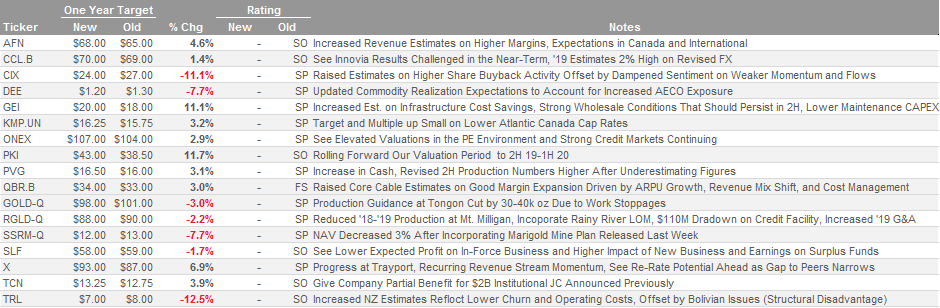 One Year Target Rating
Ticker New Old % Chg New Old Notes
AFN $68.00 $65.00 4.6% - SO Increased Revenue Estimates on Higher Margins, Expectations in Canada and International
CCL.B $70.00 $69.00 1.4% - SO See Innovia Results Challenged in the Near-Term, '19 Estimates 2% High on Revised FX
CIX $24.00 $27.00 -11.1% - SP Raised Estimates on Higher Share Buyback Activity Offset by Dampened Sentiment on Weaker Momentum and Flows
DEE $1.20 $1.30 -7.7% - SP Updated Commodity Realization Expectations to Account for Increased AECO Exposure
GEI $20.00 $18.00 11.1% - SP Increased Est. on Infrastructure Cost Savings, Strong Wholesale Conditions That Should Persist in 2H, Lower Maintenance CAPEX
KMP.UN $16.25 $15.75 3.2% - SP Target and Multiple up Small on Lower Atlantic Canada Cap Rates
ONEX $107.00 $104.00 2.9% - SP See Elevated Valuations in the PE Environment and Strong Credit Markets Continuing
PKI $43.00 $38.50 11.7% - SO Rolling Forward Our Valuation Period to 2H 19-1H 20
PVG $16.50 $16.00 3.1% - SP Increase in Cash, Revised 2H Production Numbers Higher After Underestimating Figures
QBR.B $34.00 $33.00 3.0% - FS Raised Core Cable Estimates on Good Margin Expansion Driven by ARPU Growth, Revenue Mix Shift, and Cost Management
GOLD-Q $98.00 $101.00 -3.0% - SP Production Guidance at Tongon Cut by 30-40k oz Due to Work Stoppages
RGLD-Q $88.00 $90.00 -2.2% - SP Reduced '18-'19 Production at Mt. Milligan, Incoporate Rainy River LOM, $110M Dradown on Credit Facility, Increased '19 G&A
SSRM-Q $12.00 $13.00 -7.7% - SP NAV Decreased 3% After Incorporating Marigold Mine Plan Released Last Week
SLF $58.00 $59.00 -1.7% - SO See Lower Expected Profit on In-Force Business and Higher Impact of New Business and Earnings on Surplus Funds
X $93.00 $87.00 6.9% - SP Progress at Trayport, Recurring Revenue Stream Momentum, See Re-Rate Potential Ahead as Gap to Peers Narrows
TCN $13.25 $12.75 3.9% - SO Give Company Partial Benefit for $2B Institutional JC Announced Previously
TRL $7.00 $8.00 -12.5% - SO Increased NZ Estimates Refloct Lower Churn and Operating Costs, Offset by Bolivian Issues (Structural Disadvantage)